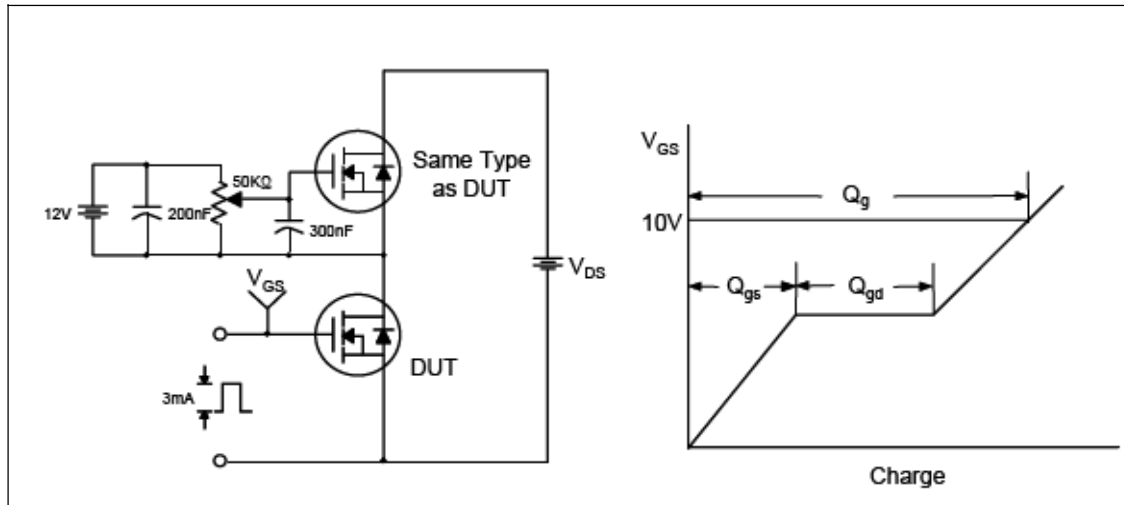 Same Type
as DUT
50KΩ
12V
200nF
300nF
V_GS
DUT
3mA
V_DS
V_GS
10V
Q_g
Q_gs
Q_gd
Charge